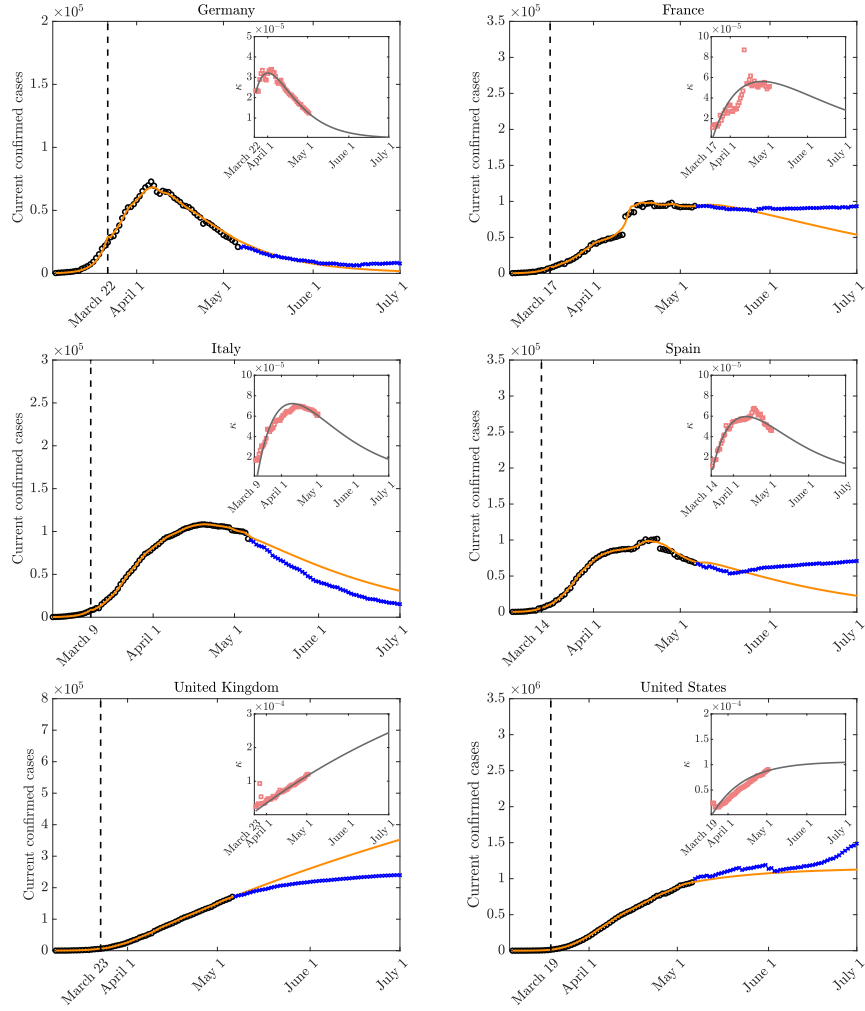 Germany
×10^5
Current confirmed cases
2
1.5
1
0.5
0
March 22
April 1
May 1
June 1
July 1
×10^-5
κ
5
4
3
2
1
March 22
April 1
May 1
June 1
July 1
France
×10^5
Current confirmed cases
3.5
3
2.5
2
1.5
1
0.5
0
March 17
April 1
May 1
June 1
July 1
×10^-5
κ
10
8
6
4
2
March 17
April 1
May 1
June 1
July 1
Italy
×10^5
Current confirmed cases
3
2.5
2
1.5
1
0.5
0
March 9
April 1
May 1
June 1
July 1
×10^-5
κ
10
8
6
4
2
March 9
April 1
May 1
June 1
July 1
Spain
×10^5
Current confirmed cases
3.5
3
2.5
2
1.5
1
0.5
0
March 14
April 1
May 1
June 1
July 1
×10^-5
κ
10
8
6
4
2
March 14
April 1
May 1
June 1
July
United Kingdom
×10^5
Current confirmed cases
8
7
6
5
4
3
2
1
0
March 23
April 1
May 1
June 1
July 1
×10^-4
κ
3
2
1
March 23
April 1
May 1
June 1
July 1
United States
×10^6
Current confirmed cases
3.5
3
2.5
2
1.5
1
0.5
0
March 19
April 1
May 1
June 1
July 1
×10^-4
κ
2
1.5
1
0.5
March 19
April 1
May 1
June 1
July 1